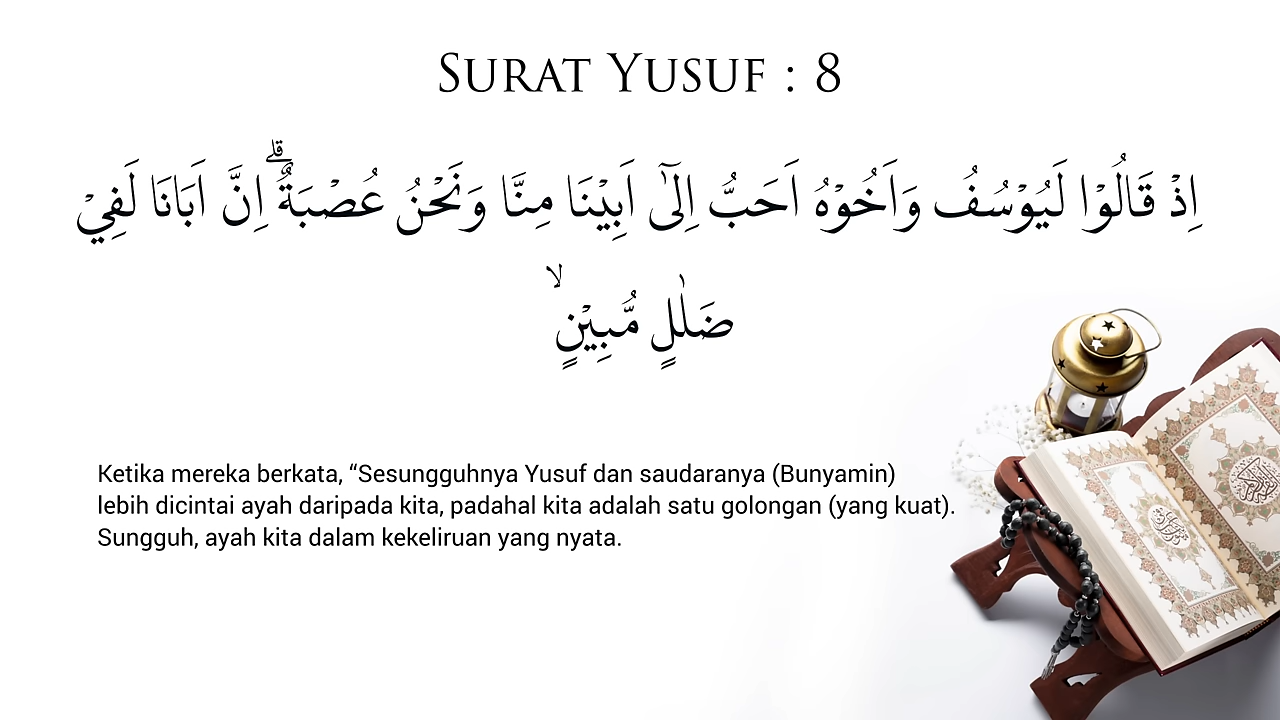 SURAT YUSUF : 8
اِذْ قَالُوْا لَيُوْسُفُ وَاَخُوْهُ اَحَبُّ اِلٰٓى اَبِيْنَا مِنَّا وَنَحْنُ عُصْبَةٌ ۗاِنَّ اَبَانَا لَفِيْ
ضَلٰلٍ مُّبِيْنٍۙ
Ketika mereka berkata, “Sesungguhnya Yusuf dan saudaranya (Bunyamin)
lebih dicintai ayah daripada kita, padahal kita adalah satu golongan (yang kuat).
Sungguh, ayah kita dalam kekeliruan yang nyata.